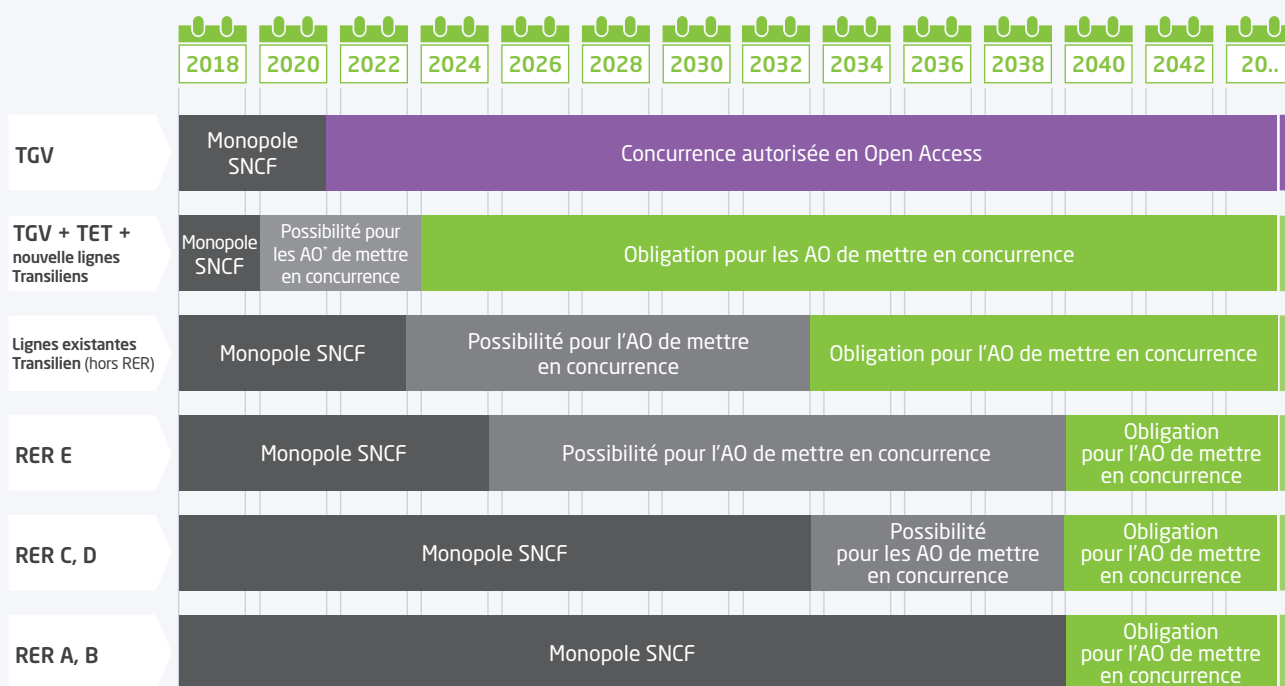 2018 2020 2022 2024 2026 2028 2030 2032 2034 2036 2038 2040 2042 20..
TGV
Monopole
SNCF
Concurrence autorisée en Open Access
TGV + TET +
nouvelle lignes
Transiliens
Monopole
SNCF
Possibilité pour
les AO* de mettre
en concurrence
Obligation pour les AO de mettre en concurrence
Lignes existantes
Transilien (hors RER)
Monopole SNCF
Possibilité pour l'AO de mettre
en concurrence
Obligation pour l'AO de mettre en concurrence
RER E
Monopole SNCF
Possibilité pour l'AO de mettre en concurrence
Obligation
pour l'AO de mettre
en concurrence
RER C, D
Monopole SNCF
Possibilité
pour les AO de mettre
en concurrence
Obligation
pour l'AO de mettre
en concurrence
RER A, B
Monopole SNCF
Obligation
pour l'AO de mettre
en concurrence